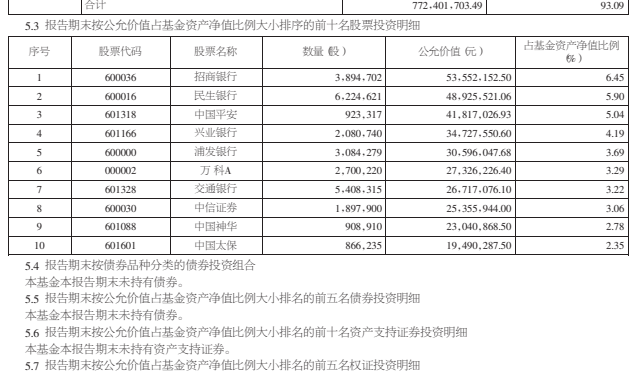 合计 772,401,703.49 93.09
5.3 报告期末按公允价值占基金资产净值比例大小排序的前十名股票投资明细
序号 股票代码 股票名称 数量(股) 公允价值(元) 占基金资产净值比例(%)
1 600036 招商银行 3,894,702 53,552,152.50 6.45
2 600016 民生银行 6,224,621 48,925,521.06 5.90
3 601318 中国平安 923,317 41,817,026.93 5.04
4 601166 兴业银行 2,080,740 34,727,550.60 4.19
5 600000 浦发银行 3,084,279 30,596,047.68 3.69
6 000002 万 科A 2,700,220 27,326,226.40 3.29
7 601328 交通银行 5,408,315 26,717,076.10 3.22
8 600030 中信证券 1,897,900 25,355,944.00 3.06
9 601088 中国神华 908,910 23,040,868.50 2.78
10 601601 中国太保 866,235 19,490,287.50 2.35
5.4 报告期末按债券品种分类的债券投资组合
本基金本报告期末未持有债券。
5.5 报告期末按公允价值占基金资产净值比例大小排名的前五名债券投资明细
本基金本报告期末未持有债券。
5.6 报告期末按公允价值占基金资产净值比例大小排名的前十名资产支持证券投资明细
本基金本报告期末未持有资产支持证券。
5.7 报告期末按公允价值占基金资产净值比例大小排名的前五名权证投资明细